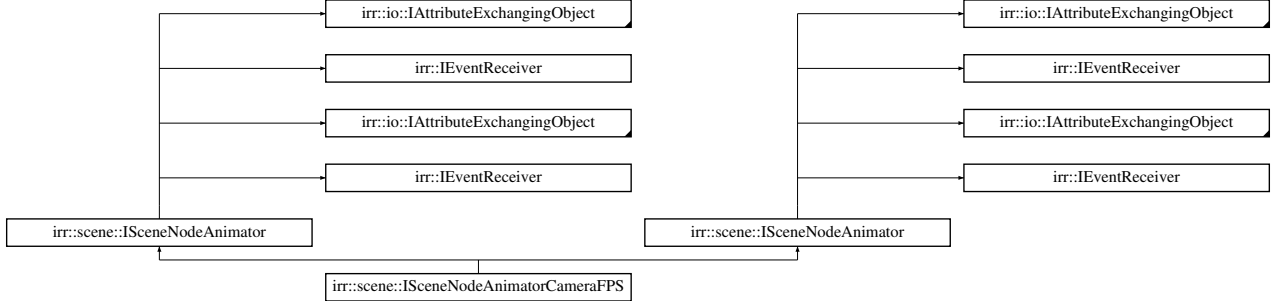 irr::io::IAttributeExchangingObject
irr::io::IAttributeExchangingObject
irr::IEventReceiver
irr::IEventReceiver
irr::io::IAttributeExchangingObject
irr::io::IAttributeExchangingObject
irr::IEventReceiver
irr::IEventReceiver
irr::scene::ISceneNodeAnimator
irr::scene::ISceneNodeAnimator
irr::scene::ISceneNodeAnimatorCameraFPS